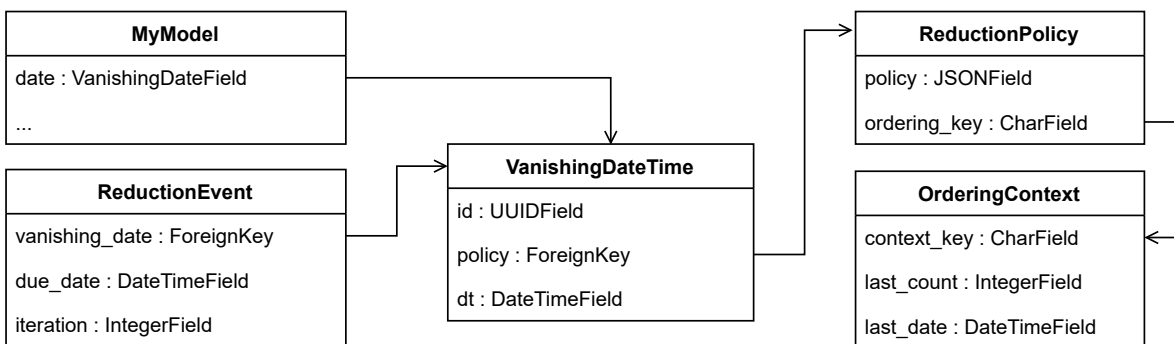 MyModel
date : VanishingDateField
...
ReductionEvent
vanishing_date : ForeignKey
due_date : DateTimeField
iteration : IntegerField
VanishingDateTime
id : UUIDField
policy : ForeignKey
dt : DateTimeField
ReductionPolicy
policy : JSONField
ordering_key : CharField
OrderingContext
context_key : CharField
last_count : IntegerField
last_date : DateTimeField